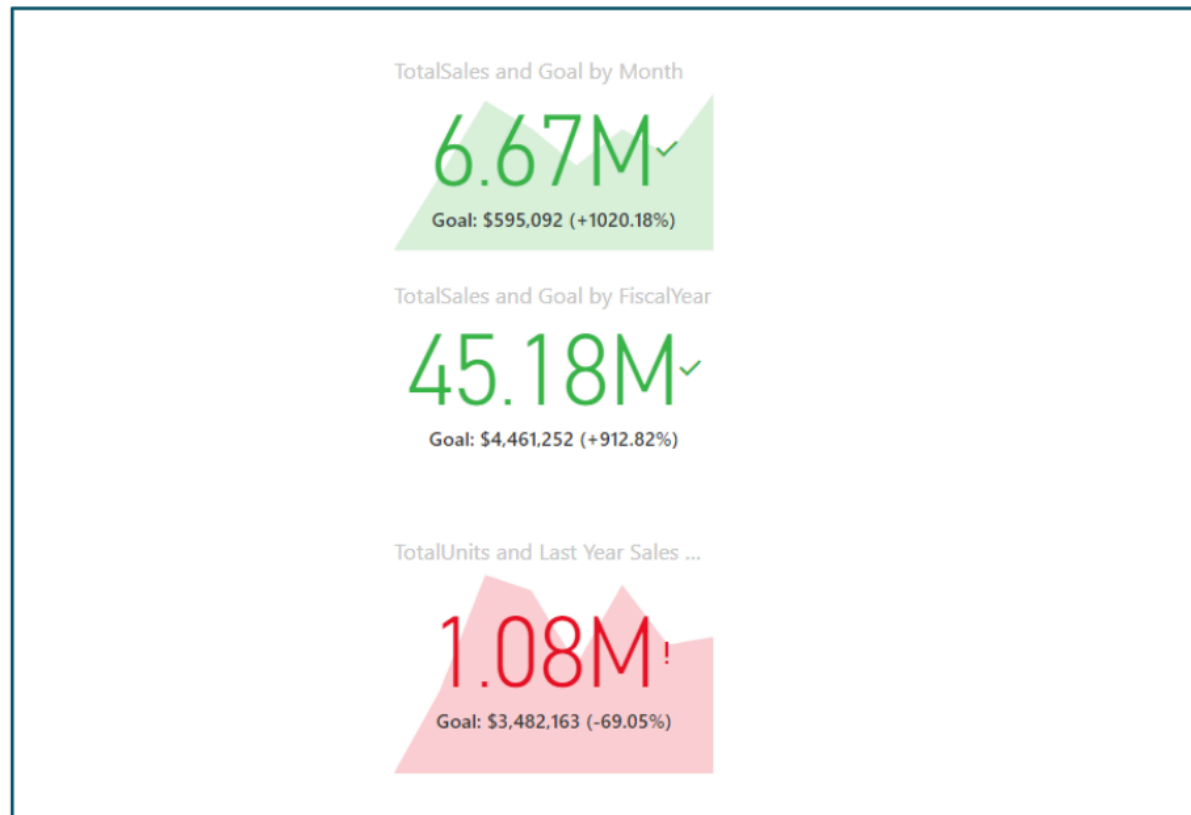 TotalSales and Goal by Month
6.67M✓
Goal: $595,092 (+1020.18%)
TotalSales and Goal by FiscalYear
45.18M✓
Goal: $4,461,252 (+912.82%)
TotalUnits and Last Year Sales ...
1.08M!
Goal: $3,482,163 (-69.05%)